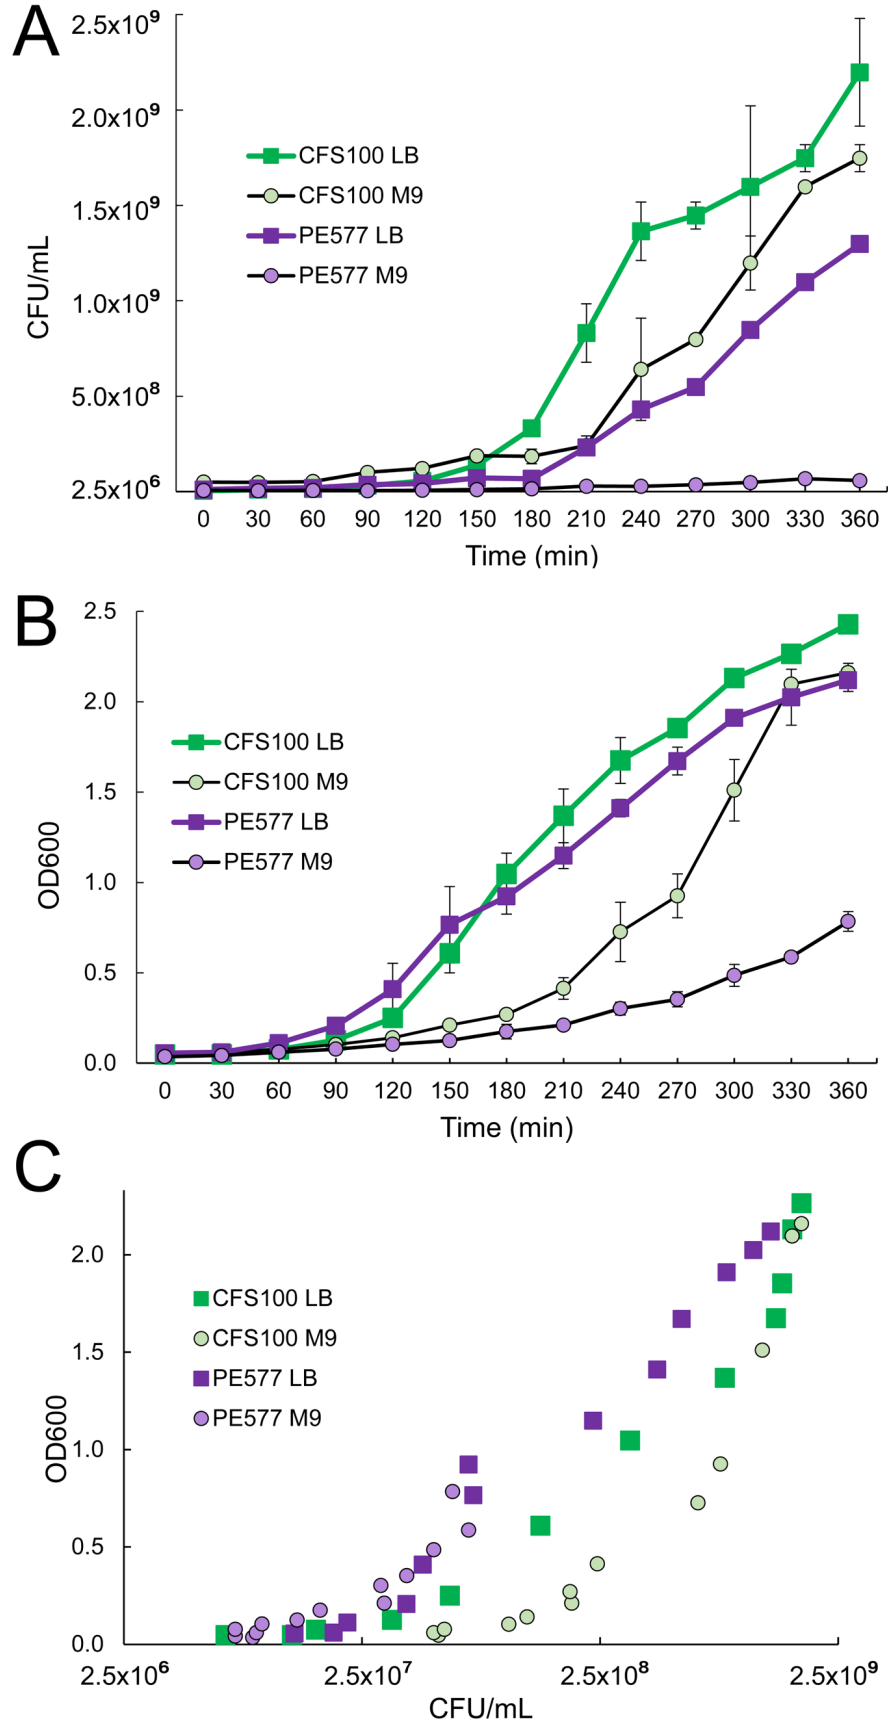 A
2.5x10⁹
2.0x10⁹
1.5x10⁹
1.0x10⁹
5.0x10⁸
2.5x10⁶
CFU/mL
CFS100 LB
CFS100 M9
PE577 LB
PE577 M9
0 30 60 90 120 150 180 210 240 270 300 330 360
Time (min)
B
2.5
2.0
1.5
1.0
0.5
0.0
OD600
CFS100 LB
CFS100 M9
PE577 LB
PE577 M9
0 30 60 90 120 150 180 210 240 270 300 330 360
Time (min)
C
2.0
1.5
1.0
0.5
0.0
OD600
CFS100 LB
CFS100 M9
PE577 LB
PE577 M9
2.5x10⁶ 2.5x10⁷ 2.5x10⁸ 2.5x10⁹
CFU/mL